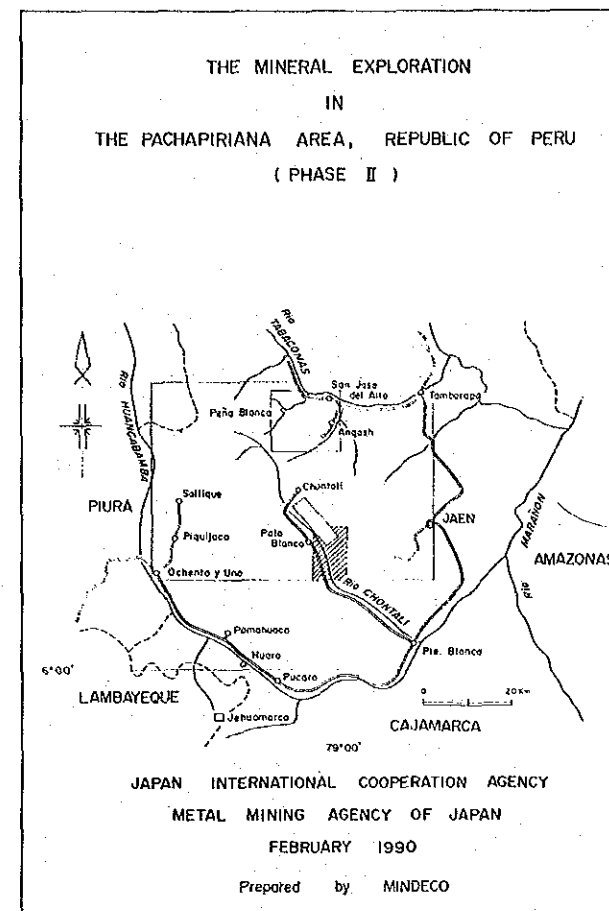 THE MINERAL EXPLORATION
IN
THE PACHAPIRIANA AREA, REPUBLIC OF PERU
( PHASE II )
Rio TABACONAS
Rio HUANCABAMBA
San Jose del Alto
Tamborapa
Peña Blanca
Angash
Chuntali
Sallique
PIURA
JAEN
Rio MARAÑON
Palo Blanco
Piquijaca
AMAZONAS
Ochenta y Uno
Rio CHONTALI
Pomahuaca
Pte. Blanca
Huaro
6°00'
Pucara
LAMBAYEQUE
0 20Km
Jehuamarca
CAJAMARCA
79°00'
JAPAN INTERNATIONAL COOPERATION AGENCY
METAL MINING AGENCY OF JAPAN
FEBRUARY 1990
Prepared by MINDECO